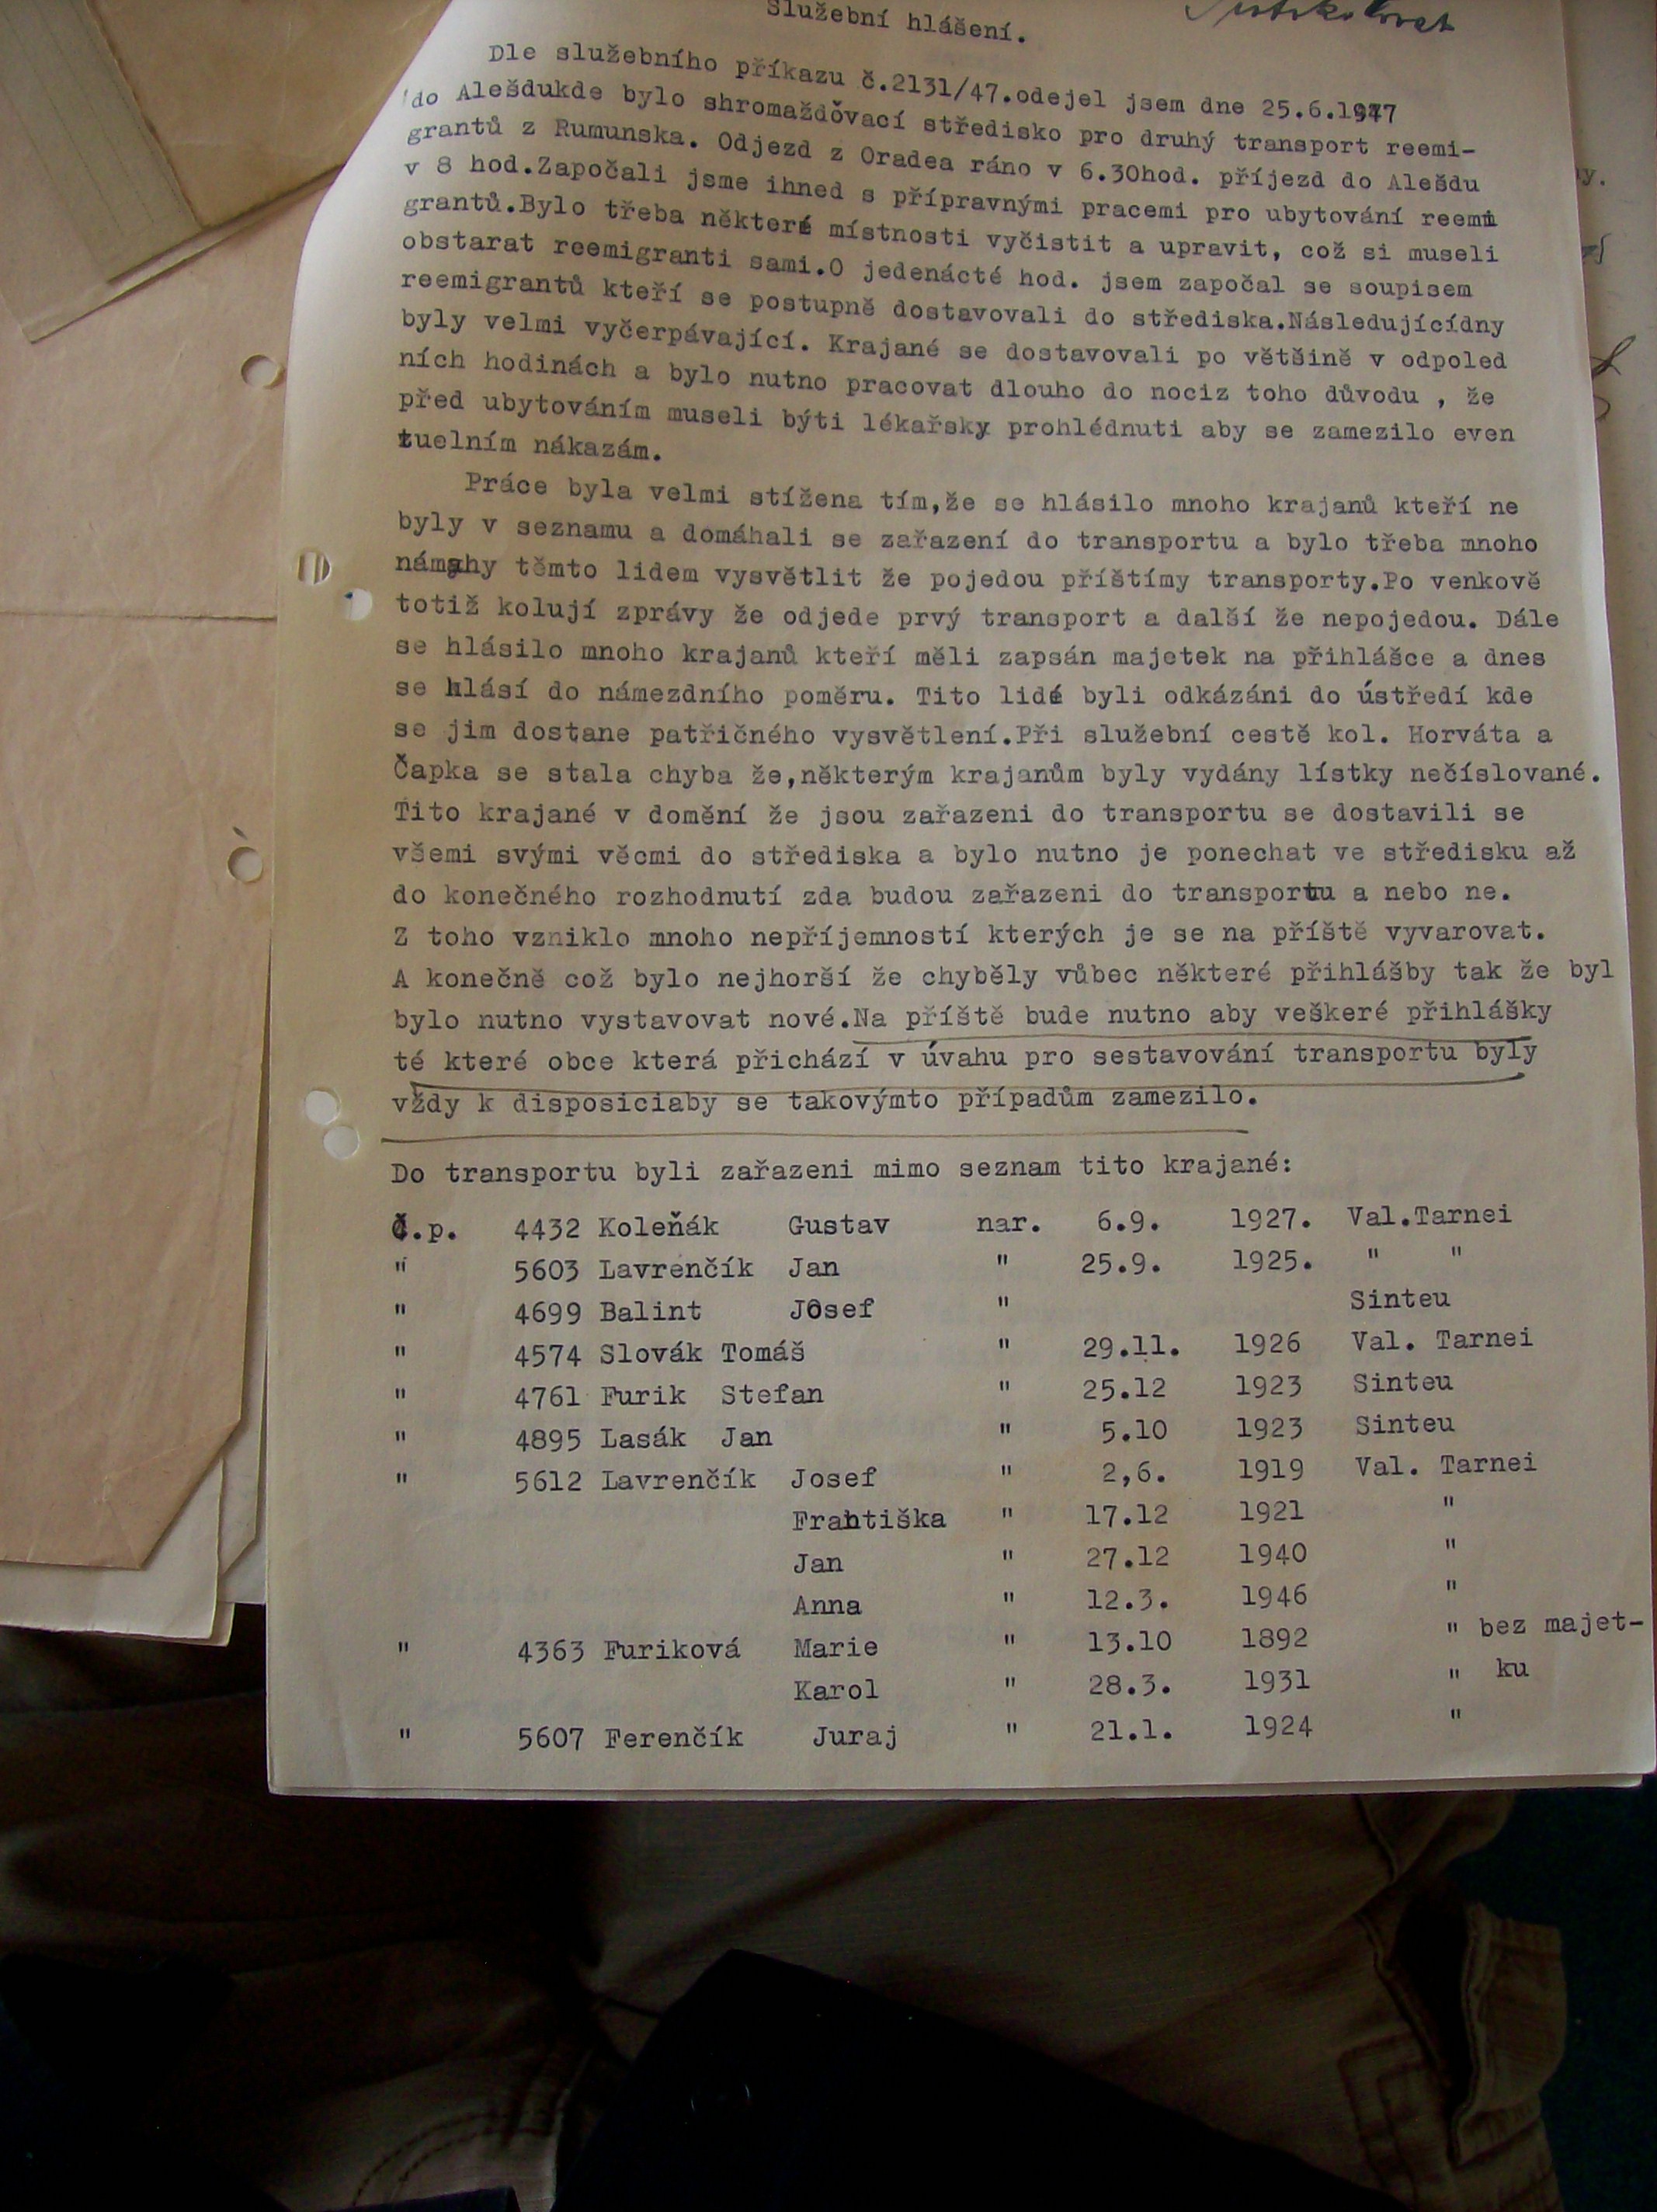 Služební hlášení.
Dle služebního příkazu č.2131/47.odejel jsem dne 25.6.1947
do Alešdukde bylo shromaždǒvací středisko pro druhý transport reemi-
grantů z Rumunska. Odjezd z Oradea ráno v 6.30hod. příjezd do Alešdu
v 8 hod.Započali jsme ihned s přípravnými pracemi pro ubytování reemi
grantů.Bylo třeba některé místnosti vyčistit a upravit, což si museli
obstarat reemigranti sami.O jedenácté hod. jsem započal se soupisem
reemigrantů kteří se postupně dostavovali do střediska.Následujícídny
byly velmi vyčerpávající. Krajané se dostavovali po většině v odpoled
ních hodinách a bylo nutno pracovat dlouho do nociz toho důvodu , že
před ubytováním museli býti lékařsky prohlédnuti aby se zamezilo even
tuelním nákazám.
Práce byla velmi stížena tím,že se hlásilo mnoho krajanů kteří ne
byly v seznamu a domáhali se zařazení do transportu a bylo třeba mnoho
námahy těmto lidem vysvětlit že pojedou příštímy transporty.Po venkově
totiž kolují zprávy že odjede prvý transport a další že nepojedou. Dále
se hlásilo mnoho krajanů kteří měli zapsán majetek na přihlášce a dnes
se hlásí do námezdního poměru. Tito lidé byli odkázáni do ústředí kde
se jim dostane patřičného vysvětlení.Při služební cestě kol. Horváta a
Čapka se stala chyba že,některým krajanům byly vydány lístky nečíslované.
Tito krajané v domění že jsou zařazeni do transportu se dostavili se
všemi svými věcmi do střediska a bylo nutno je ponechat ve středisku až
do konečného rozhodnutí zda budou zařazeni do transportu a nebo ne.
Z toho vzniklo mnoho nepříjemností kterých je se na příště vyvarovat.
A konečně což bylo nejhorší že chyběly vůbec některé přihlášby tak že byl
bylo nutno vystavovat nové.Na příště bude nutno aby veškeré přihlášky
té které obce která přichází v úvahu pro sestavování transportu byly
vždy k disposiciaby se takovýmto případům zamezilo.
Do transportu byli zařazeni mimo seznam tito krajané:
Č.p. 4432 Koleňák Gustav nar. 6.9. 1927. Val.Tarnei
" 5603 Lavrenčík Jan " 25.9. 1925. " "
" 4699 Balint Jôsef " Sinteu
" 4574 Slovák Tomáš " 29.11. 1926 Val. Tarnei
" 4761 Furik Stefan " 25.12 1923 Sinteu
" 4895 Lasák Jan " 5.10 1923 Sinteu
" 5612 Lavrenčík Josef " 2,6. 1919 Val. Tarnei
Františka " 17.12 1921 "
Jan " 27.12 1940 "
Anna " 12.3. 1946 "
" 4363 Furiková Marie " 13.10 1892 " bez majet-
Karol " 28.3. 1931 " ku
" 5607 Ferenčík Juraj " 21.1. 1924 "